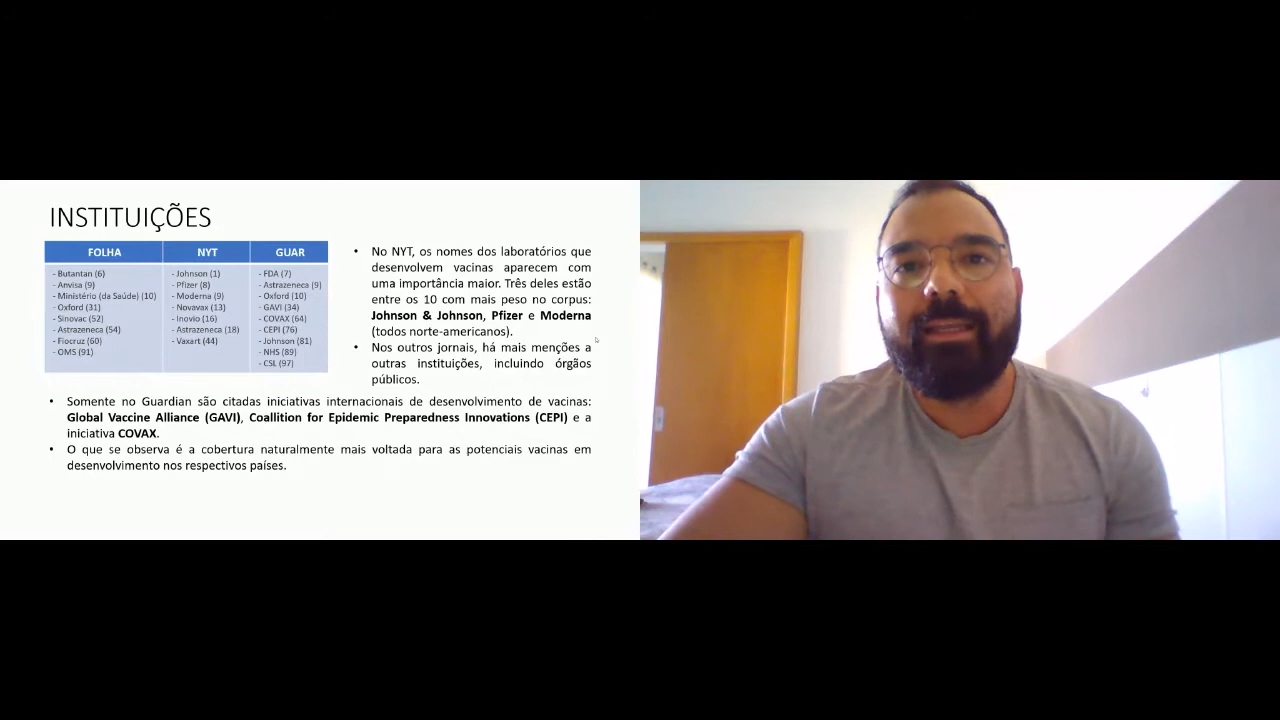 INSTITUIÇÕES
FOLHA NYT GUAR
- Butantan (6)
- Anvisa (9)
- Ministério (da Saúde) (10)
- Oxford (31)
- Sinovac (52)
- Astrazeneca (54)
- Fiocruz (60)
- OMS (91)
- Johnson (1)
- Pfizer (8)
- Moderna (9)
- Novavax (13)
- Inovio (16)
- Astrazeneca (18)
- Vaxart (44)
- FDA (7)
- Astrazeneca (9)
- Oxford (10)
- GAVI (34)
- COVAX (64)
- CEPI (76)
- Johnson (81)
- NHS (89)
- CSL (97)
• No NYT, os nomes dos laboratórios que
desenvolvem vacinas aparecem com
uma importância maior. Três deles estão
entre os 10 com mais peso no corpus:
Johnson & Johnson, Pfizer e Moderna
(todos norte-americanos).
• Nos outros jornais, há mais menções a
outras instituições, incluindo órgãos
públicos.
• Somente no Guardian são citadas iniciativas internacionais de desenvolvimento de vacinas:
Global Vaccine Alliance (GAVI), Coallition for Epidemic Preparedness Innovations (CEPI) e a
iniciativa COVAX.
• O que se observa é a cobertura naturalmente mais voltada para as potenciais vacinas em
desenvolvimento nos respectivos países.